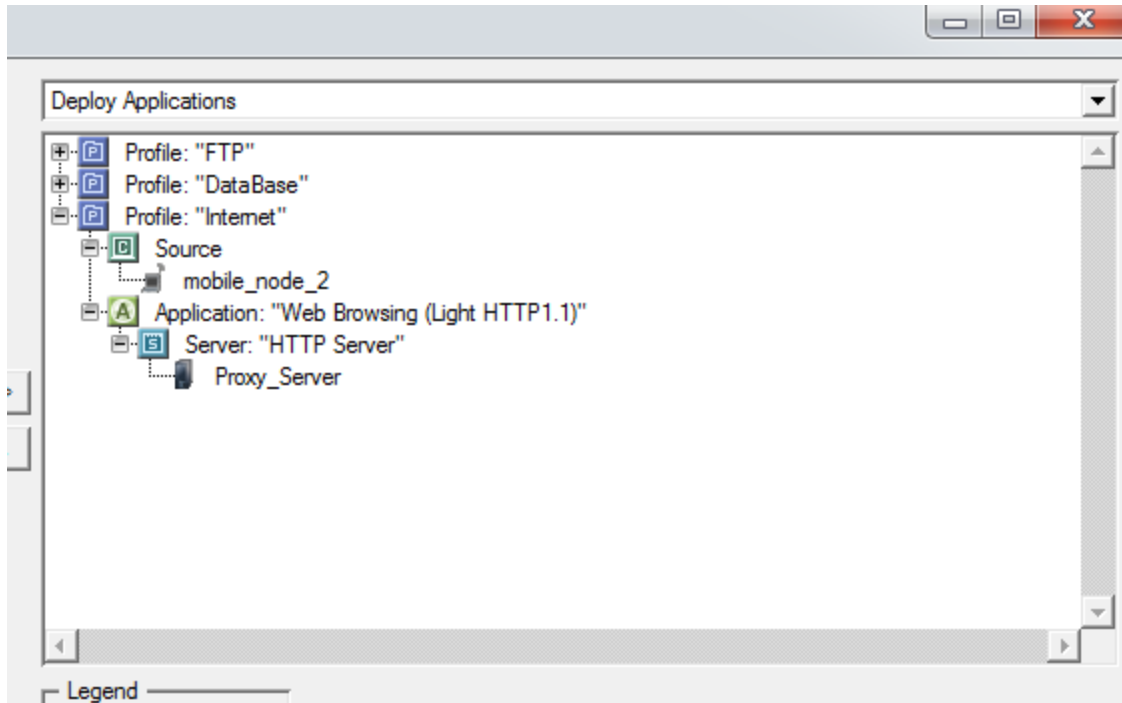 Deploy Applications
P Profile: "FTP"
P Profile: "DataBase"
P Profile: "Internet"
C Source
mobile_node_2
A Application: "Web Browsing (Light HTTP1.1)"
S Server: "HTTP Server"
Proxy_Server
Legend